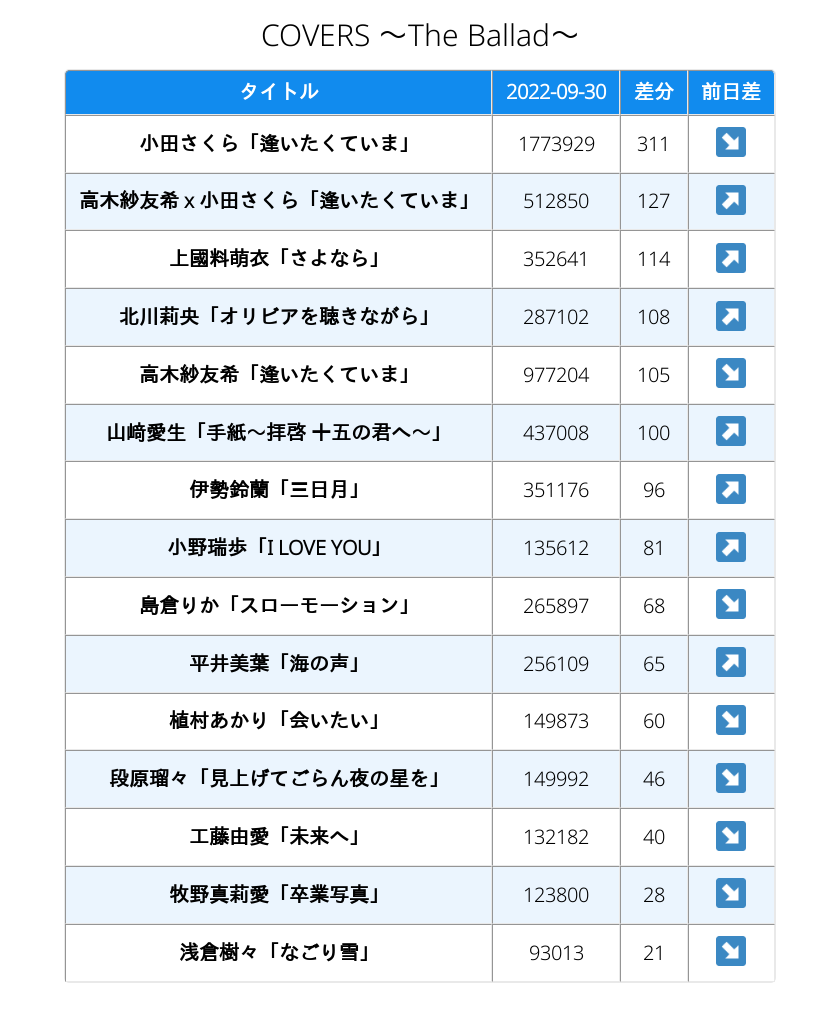 COVERS ～The Ballad～
タイトル 2022-09-30 差分 前日差
小田さくら「逢いたくていま」 1773929 311 ↘
高木紗友希 x 小田さくら「逢いたくていま」 512850 127 ↗
上國料萌衣「さよなら」 352641 114 ↗
北川莉央「オリビアを聴きながら」 287102 108 ↗
高木紗友希「逢いたくていま」 977204 105 ↘
山﨑愛生「手紙～拝啓 十五の君へ～」 437008 100 ↗
伊勢鈴蘭「三日月」 351176 96 ↗
小野瑞歩「I LOVE YOU」 135612 81 ↗
島倉りか「スローモーション」 265897 68 ↘
平井美葉「海の声」 256109 65 ↗
植村あかり「会いたい」 149873 60 ↘
段原瑠々「見上げてごらん夜の星を」 149992 46 ↘
工藤由愛「未来へ」 132182 40 ↘
牧野真莉愛「卒業写真」 123800 28 ↘
浅倉樹々「なごり雪」 93013 21 ↘